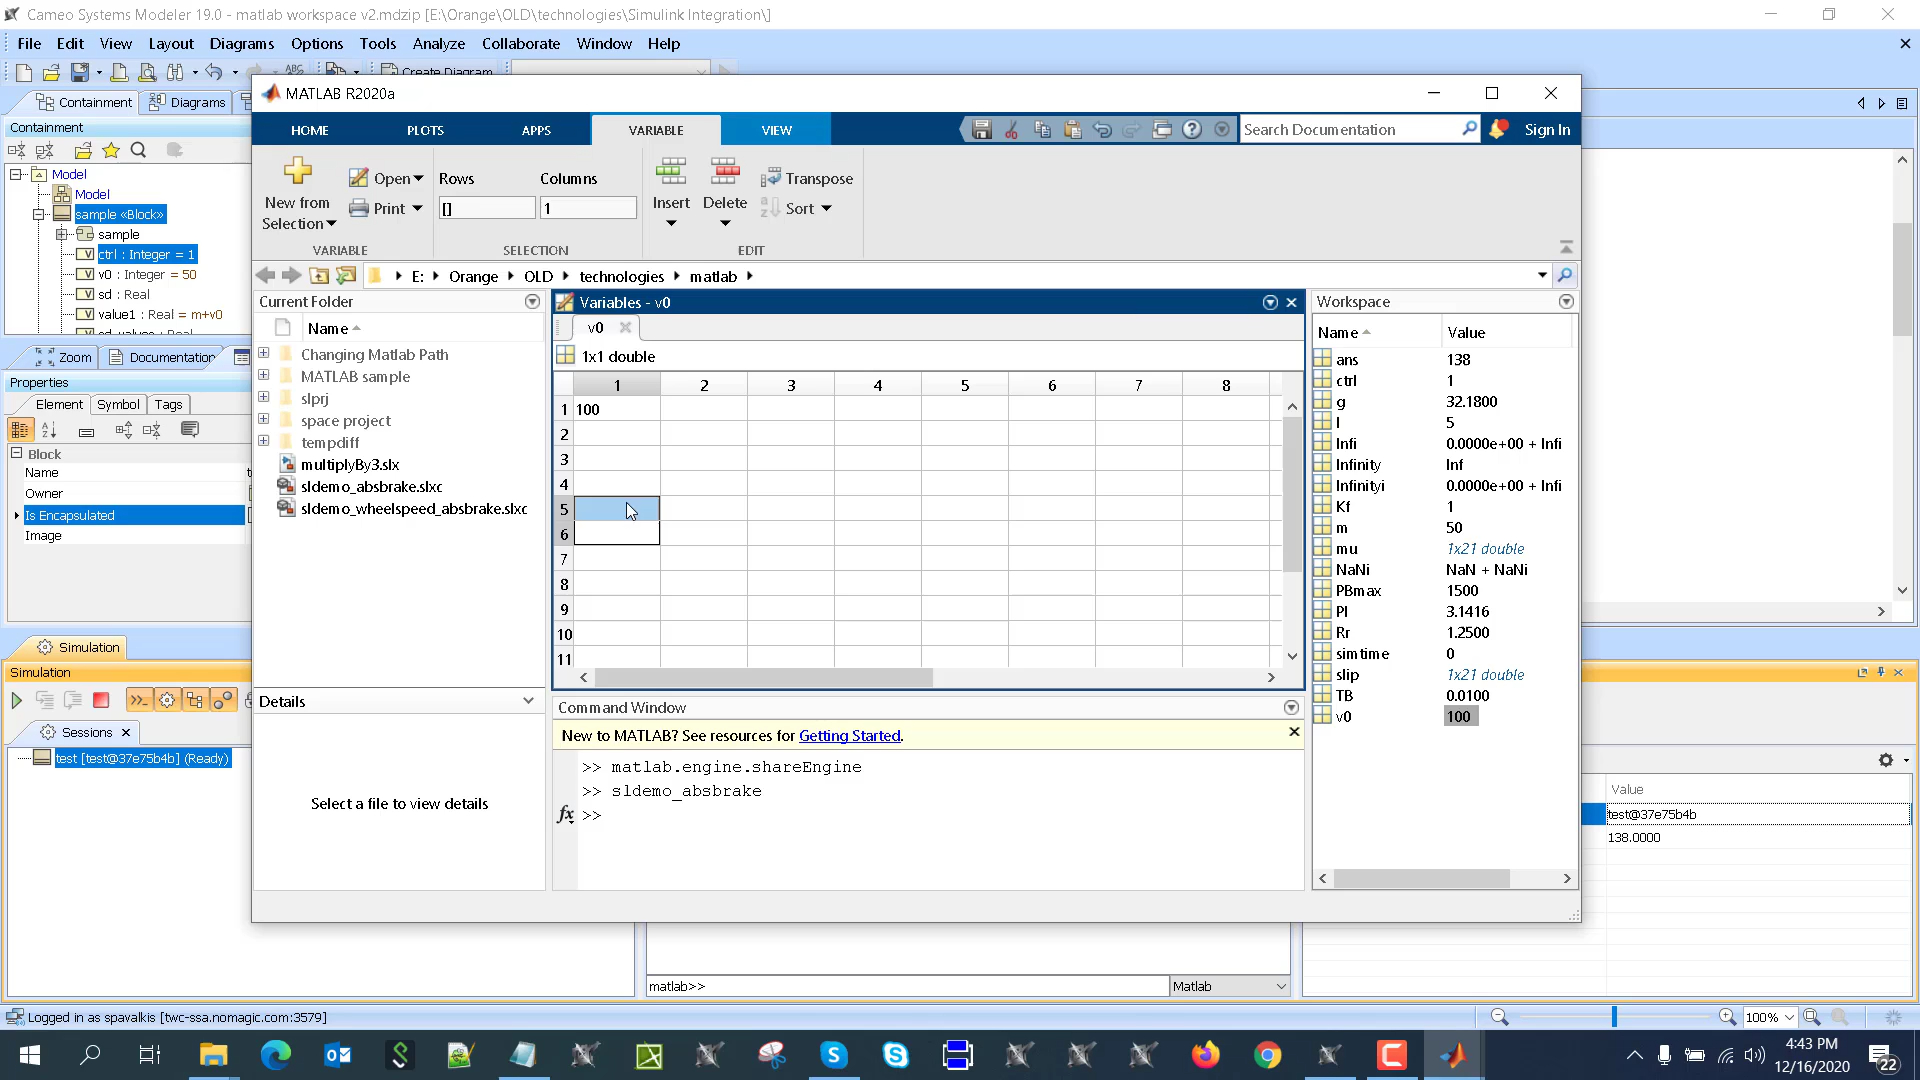 Cameo Systems Modeler 19.0 - matlab workspace v2.mdzip [E:\Orange\OLD\technologies\Simulink Integration\]
File Edit View Layout Diagrams Options Tools Analyze Collaborate Window Help
Create Diagram
Containment Diagrams
Containment
Model
Model
sample «Block»
sample
ctrl : Integer = 1
v0 : Integer = 50
sd : Real
value1 : Real = m+v0
Zoom Documentation
Properties
Element Symbol Tags
Block
Name
Owner
Is Encapsulated
Image
Simulation
Simulation
Sessions
test [test@37e75b4b] (Ready)
MATLAB R2020a
HOME PLOTS APPS VARIABLE VIEW
Search Documentation
Sign In
New from Selection
Open
Print
VARIABLE
Rows Columns
[] 1
SELECTION
Insert Delete
Transpose
Sort
EDIT
E: Orange OLD technologies matlab
Current Folder
Name
Changing Matlab Path
MATLAB sample
slprj
space project
tempdiff
multiplyBy3.slx
sldemo_absbrake.slxc
sldemo_wheelspeed_absbrake.slxc
Details
Select a file to view details
Variables - v0
v0
1x1 double
1 2 3 4 5 6 7 8
1 100
2
3
4
5
6
7
8
9
10
11
Command Window
New to MATLAB? See resources for Getting Started.
>> matlab.engine.shareEngine
>> sldemo_absbrake
fx >>
Workspace
Name Value
ans 138
ctrl 1
g 32.1800
I 5
Infi 0.0000e+00 + Infi
Infinity Inf
Infinityi 0.0000e+00 + Infi
Kf 1
m 50
mu 1x21 double
NaNi NaN + NaNi
PBmax 1500
PI 3.1416
Rr 1.2500
simtime 0
slip 1x21 double
TB 0.0100
v0 100
Value
test@37e75b4b
138.0000
matlab>>
Matlab
Logged in as spavalkis [twc-ssa.nomagic.com:3579]
100%
4:43 PM
12/16/2020
22